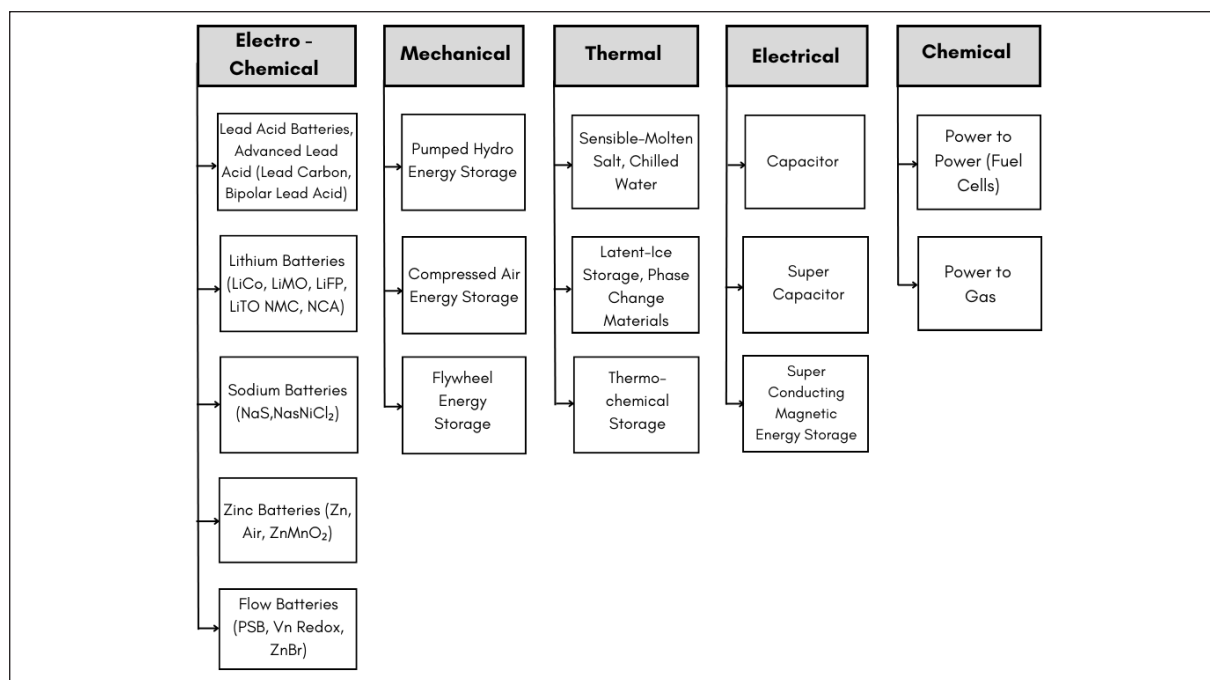 Electro -
Chemical
Lead Acid Batteries,
Advanced Lead
Acid (Lead Carbon,
Bipolar Lead Acid)
Lithium Batteries
(LiCo, LiMO, LiFP,
LiTO NMC, NCA)
Sodium Batteries
(NaS,NasNiCl₂)
Zinc Batteries (Zn,
Air, ZnMnO₂)
Flow Batteries
(PSB, Vn Redox,
ZnBr)
Mechanical
Pumped Hydro
Energy Storage
Compressed Air
Energy Storage
Flywheel
Energy
Storage
Thermal
Sensible-Molten
Salt, Chilled
Water
Latent-Ice
Storage, Phase
Change
Materials
Thermo-
chemical
Storage
Electrical
Capacitor
Super
Capacitor
Super
Conducting
Magnetic
Energy Storage
Chemical
Power to
Power (Fuel
Cells)
Power to
Gas